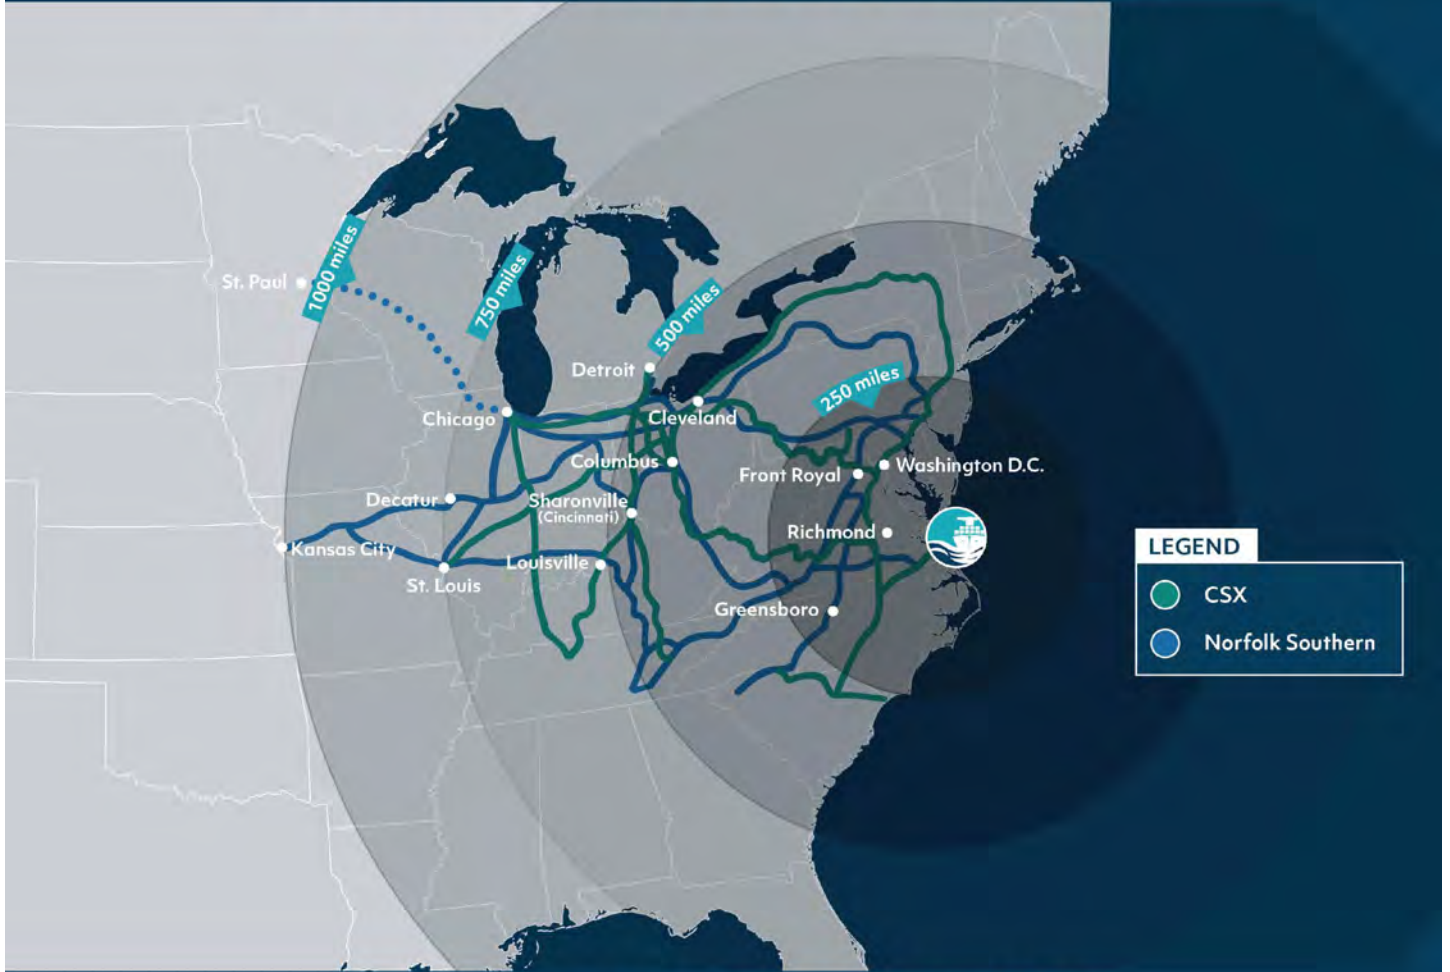 St. Paul
1000 miles
750 miles
500 miles
Detroit
250 miles
Chicago
Cleveland
Columbus
Front Royal
Washington D.C.
Decatur
Sharonville
(Cincinnati)
Richmond
Kansas City
Louisville
St. Louis
Greensboro
LEGEND
CSX
Norfolk Southern